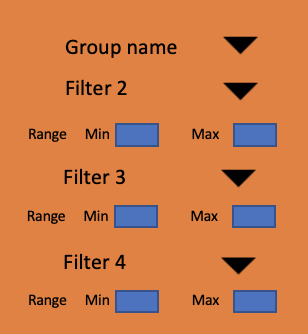 Group name
Filter 2
Range Min Max
Filter 3
Range Min Max
Filter 4
Range Min Max